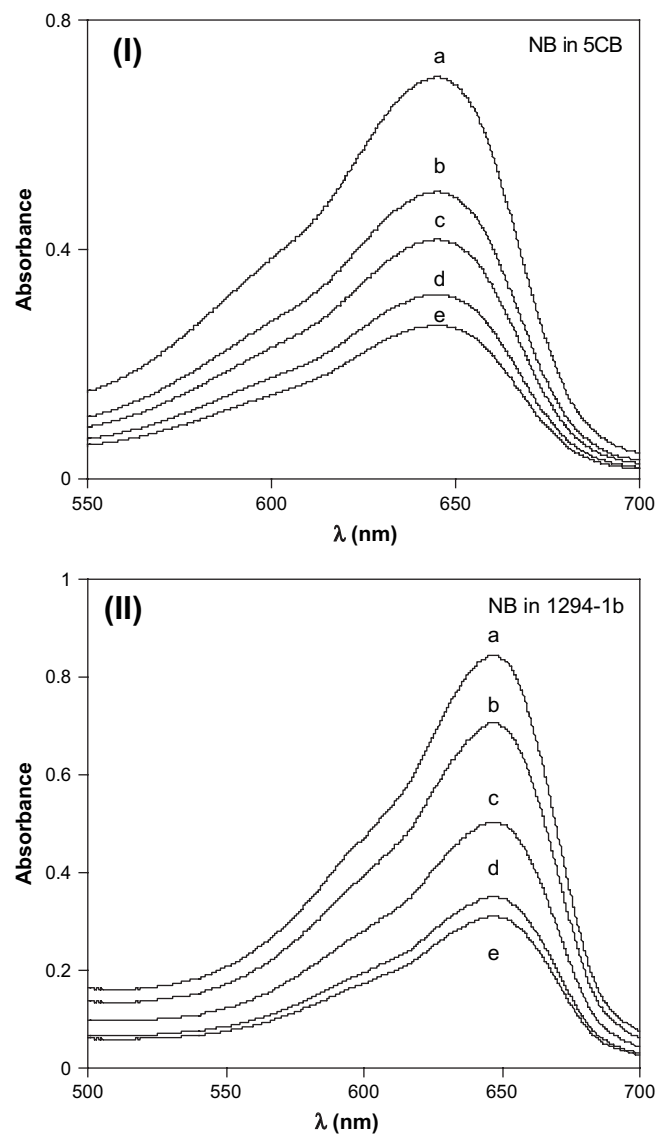 (I)
NB in 5CB
0.8
a
b
c
0.4
d
e
0
550
600
650
700
Absorbance
λ (nm)
(II)
NB in 1294-1b
1
a
b
0.8
0.6
c
0.4
d
0.2
e
0
500
550
600
650
700
Absorbance
λ (nm)